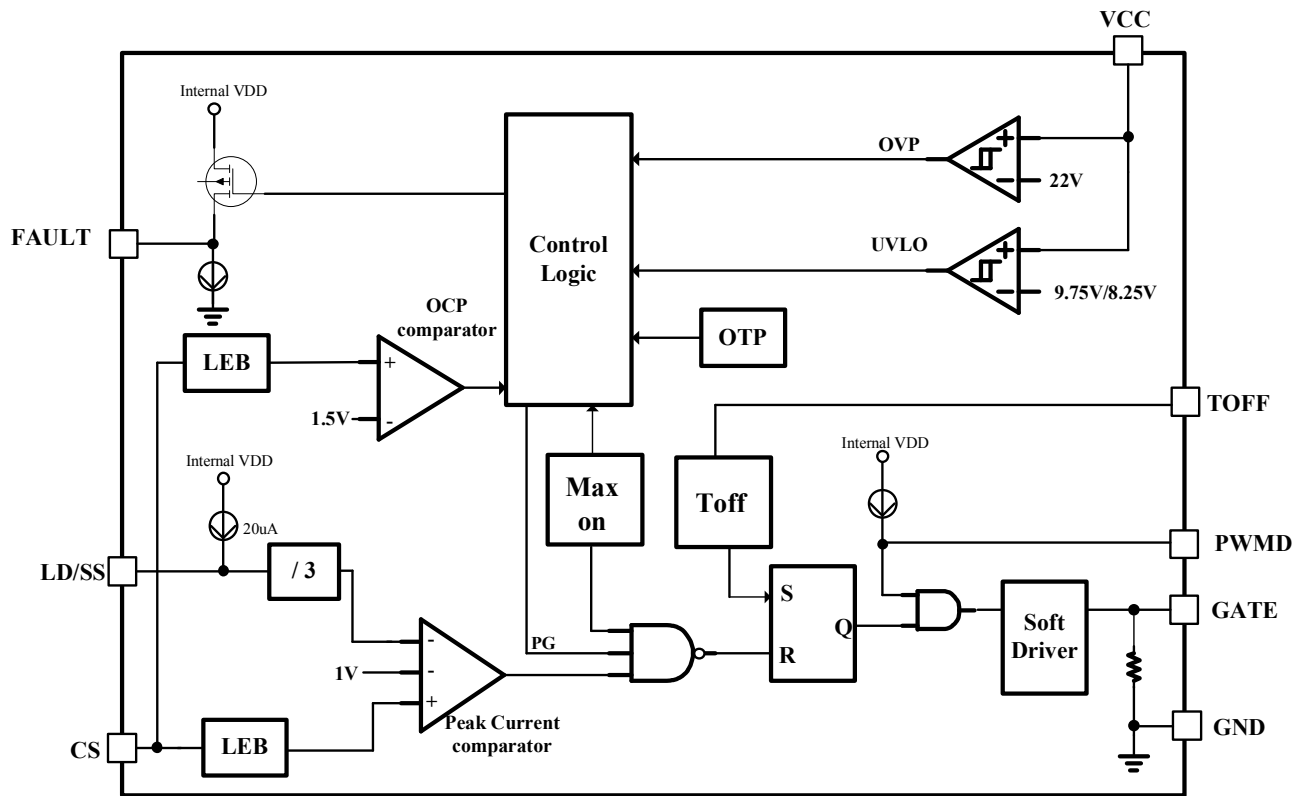 VCC
Internal VDD
OVP
+
-
22V
FAULT
Control
Logic
UVLO
+
-
9.75V/8.25V
OCP
comparator
OTP
LEB
+
1.5V
-
TOFF
Internal VDD
Internal VDD
Max
on
Toff
20uA
PWMD
LD/SS
/ 3
S
GATE
Q
Soft
Driver
-
PG
R
1V
-
+
Peak Current
comparator
GND
CS
LEB